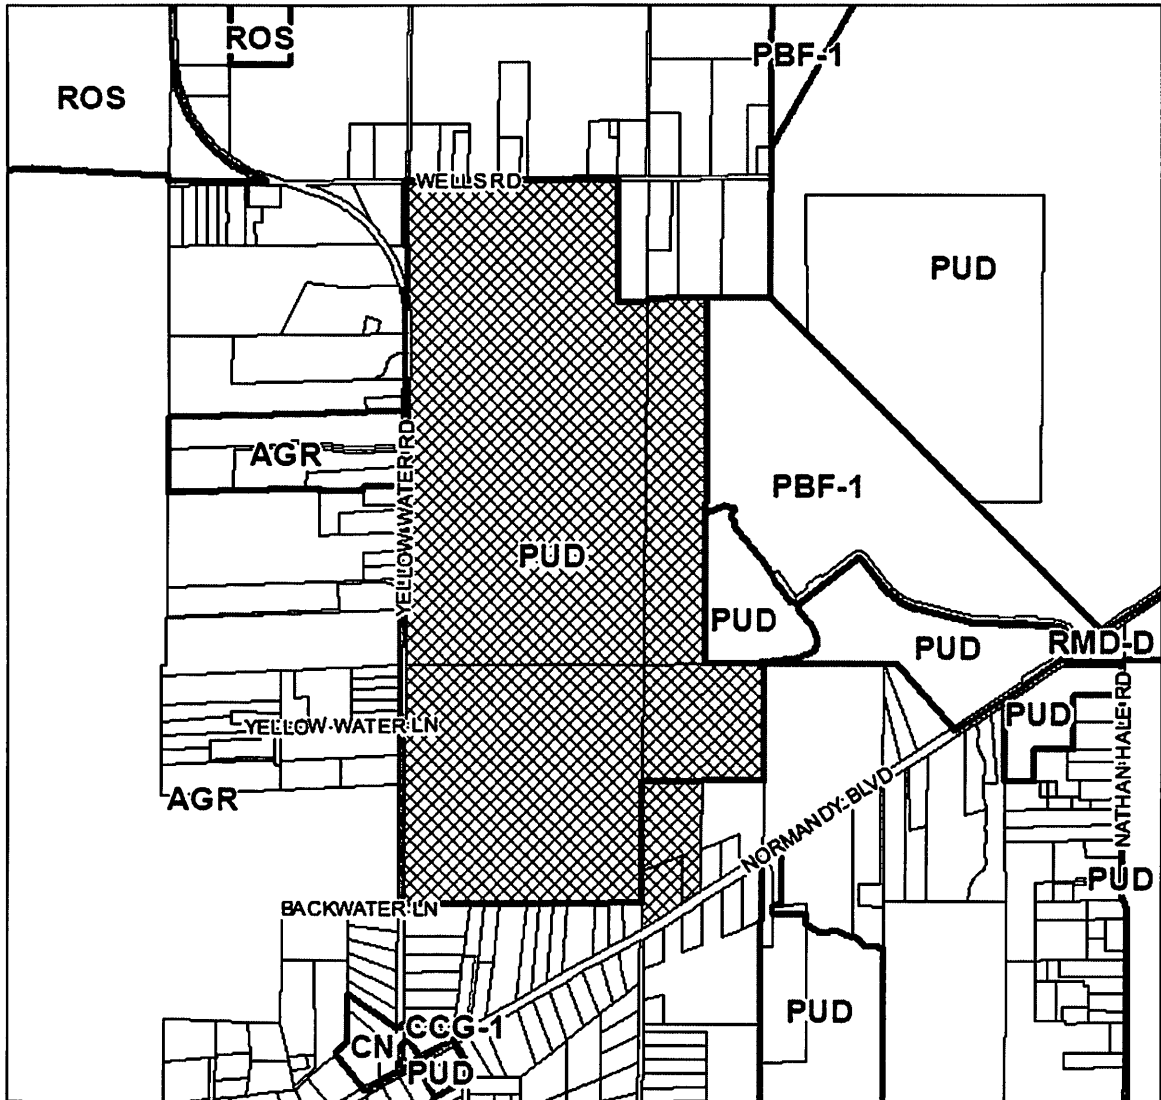 ROS
PBF-1
ROS
WELLS RD
PUD
AGR
YELLOW WATER RD
PBF-1
PUD
PUD
PUD
RMD-D
PUD
NATHAN HALE RD
YELLOW WATER LN
AGR
NORMANDY BLVD
PUD
BACKWATER LN
PUD
CCG-1
CN
PUD